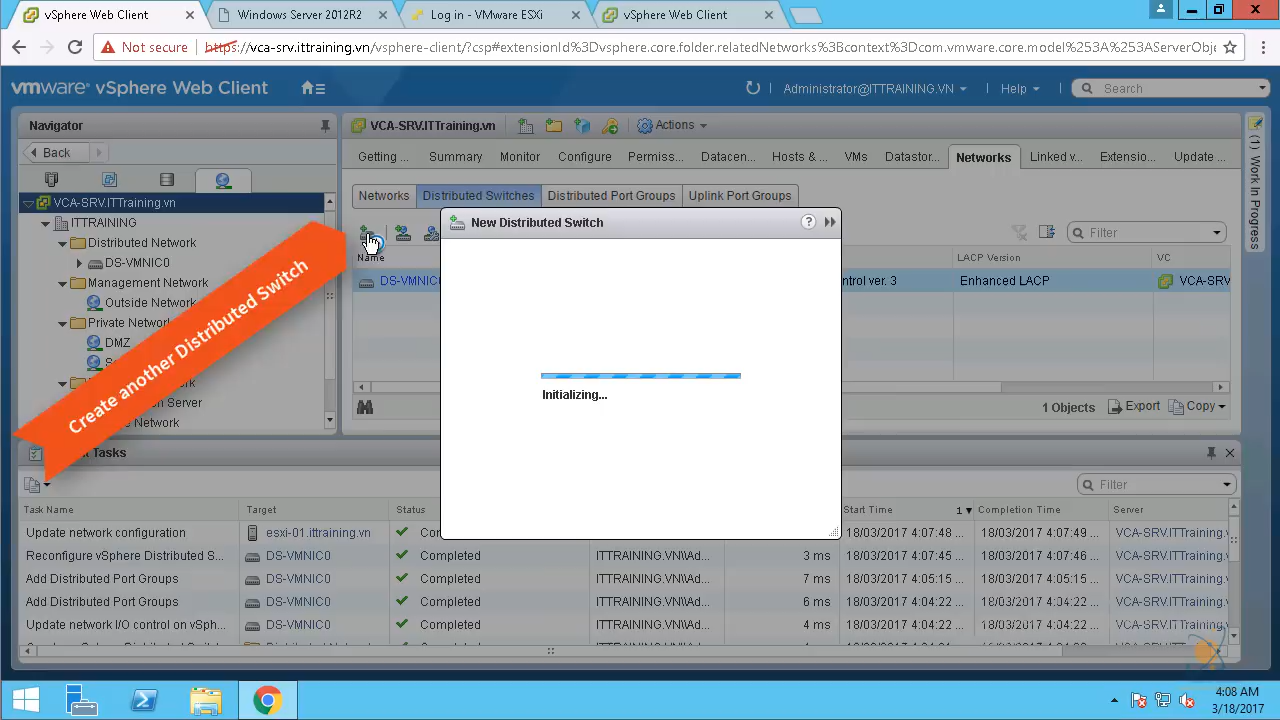 vSphere Web Client
Windows Server 2012R2
Log in - VMware ESXi
vSphere Web Client
Not secure
https://vca-srv.ittraining.vn/vsphere-client/?csp#extensionId%3Dvsphere.core.folder.relatedNetworks%3Bcontext%3Dcom.vmware.core.model%253A%253AServerObje
vmware vSphere Web Client
Administrator@ITTRAINING.VN
Help
Search
Navigator
VCA-SRV.ITTraining.vn
Actions
(1) Work In Progress
Back
Getting ...
Summary
Monitor
Configure
Permiss...
Datacen...
Hosts & ...
VMs
Datastor...
Networks
Linked v...
Extensio...
Update ...
Networks
Distributed Switches
Distributed Port Groups
Uplink Port Groups
VCA-SRV.ITTraining.vn
ITTRAINING
Distributed Network
DS-VMNIC0
Management Network
Outside Netwo
Private Netwo
DMZ
Create another Distributed Switch
New Distributed Switch
Initializing...
Filter
Name
LACP Version
VC
DS-VMNIC
ntrol ver. 3
Enhanced LACP
VCA-SRV
1 Objects
Export
Copy
Tasks
Filter
Task Name
Target
Status
Start Time
1
Completion Time
Server
Update network configuration
esxi-01.ittraining.vn
Completed
18/03/2017 4:07:48 ...
18/03/2017 4:07:49 ...
VCA-SRV.ITTraining.vn
Reconfigure vSphere Distributed S...
DS-VMNIC0
Completed
ITTRAINING.VN\Ad...
3 ms
18/03/2017 4:07:46 ...
18/03/2017 4:07:45 ...
VCA-SRV.ITTraining.vn
Add Distributed Port Groups
DS-VMNIC0
Completed
ITTRAINING.VN\Ad...
7 ms
18/03/2017 4:05:15 ...
18/03/2017 4:05:15 ...
VCA-SRV.ITTraining.vn
Add Distributed Port Groups
DS-VMNIC0
Completed
ITTRAINING.VN\Ad...
6 ms
18/03/2017 4:04:22 ...
18/03/2017 4:04:22 ...
VCA-SRV.ITTraining.vn
Update network I/O control on vSph...
DS-VMNIC0
Completed
ITTRAINING.VN\Ad...
4 ms
18/03/2017 4:04:22 ...
18/03/2017 4:04:22 ...
VCA-SRV.ITTraining.vn
4:08 AM
3/18/2017